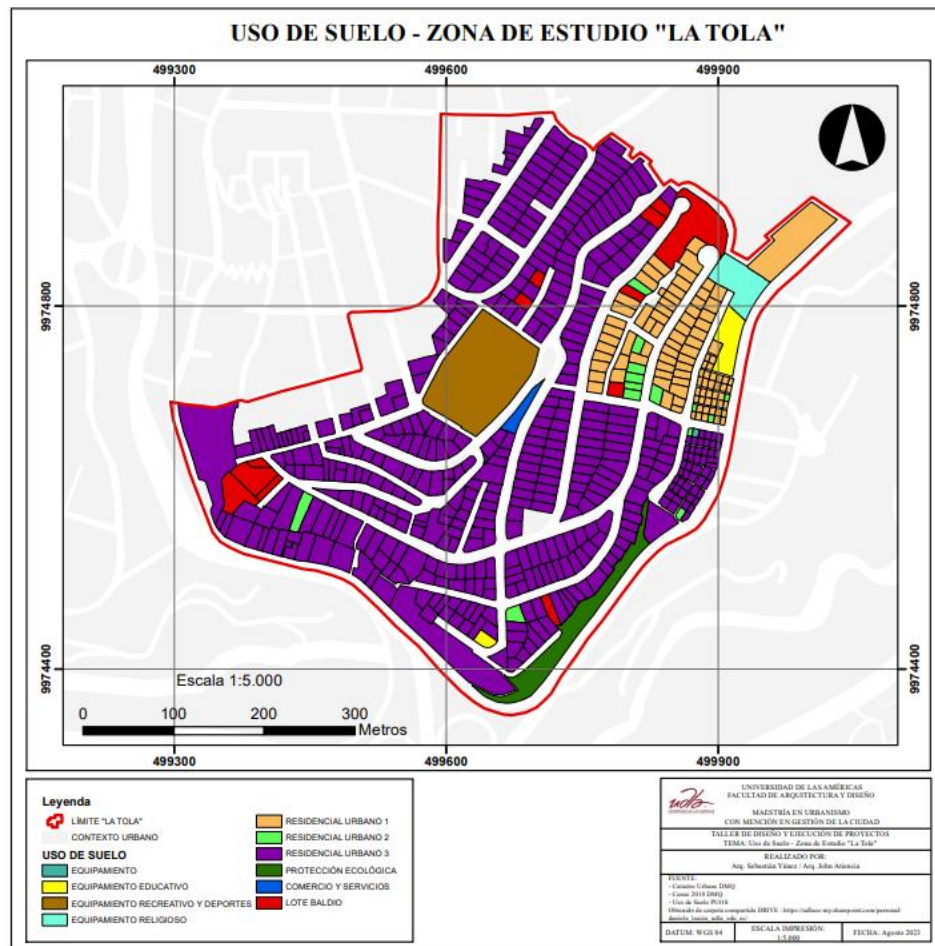 USO DE SUELO - ZONA DE ESTUDIO "LA TOLA"
499300 499600 499900
9974800 9974800
9974400 9974400
Escala 1:5.000
0 100 200 300
Metros
499300 499600 499900
Leyenda
LÍMITE "LA TOLA"
CONTEXTO URBANO
USO DE SUELO
EQUIPAMIENTO
EQUIPAMIENTO EDUCATIVO
EQUIPAMIENTO RECREATIVO Y DEPORTES
EQUIPAMIENTO RELIGIOSO
RESIDENCIAL URBANO 1
RESIDENCIAL URBANO 2
RESIDENCIAL URBANO 3
PROTECCIÓN ECOLÓGICA
COMERCIO Y SERVICIOS
LOTE BALDIO
udla
UNIVERSIDAD DE LAS AMÉRICAS
FACULTAD DE ARQUITECTURA Y DISEÑO
MAESTRÍA EN URBANISMO
CON MENCIÓN EN GESTIÓN DE LA CIUDAD
TALLER DE DISEÑO Y EJECUCIÓN DE PROYECTOS
TEMA: Uso de Suelo - Zona de Estudio "La Tola"
REALIZADO POR:
Arq. Sebastián Yánez / Arq. John Atiencia
FUENTE:
- Catastro Urbano DMQ
- Censo 2010 DMQ
- Uso de Suelo PUOS
DATUM: WGS 84
ESCALA IMPRESIÓN:
1:5.000
FECHA: Agosto 2023